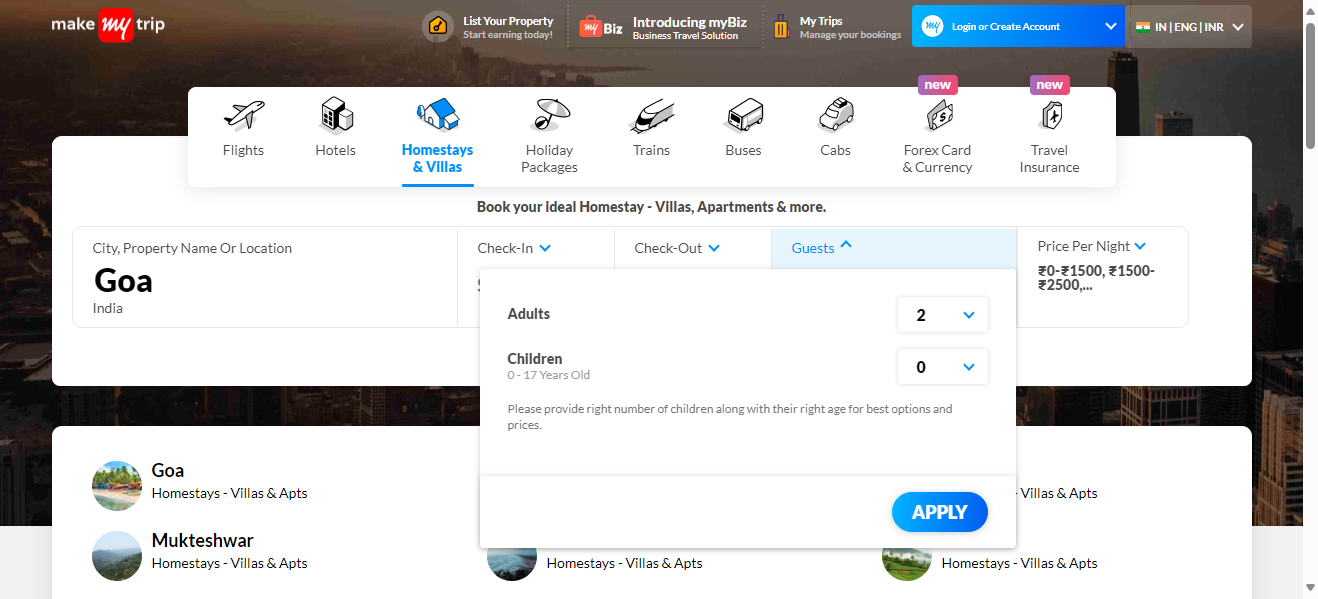 make my trip
List Your Property
Start earning today!
my Biz
Introducing myBiz
Business Travel Solution
My Trips
Manage your bookings
my
Login or Create Account
IN | ENG | INR
new
new
Flights
Hotels
Homestays
& Villas
Holiday
Packages
Trains
Buses
Cabs
Forex Card
& Currency
Travel
Insurance
Book your ideal Homestay - Villas, Apartments & more.
City, Property Name Or Location
Goa
India
Check-In
Check-Out
Guests
Price Per Night
₹0-₹1500, ₹1500-
₹2500,...
Adults
2
Children
0 - 17 Years Old
0
Please provide right number of children along with their right age for best options and
prices.
APPLY
Goa
Homestays - Villas & Apts
- Villas & Apts
Mukteshwar
Homestays - Villas & Apts
Homestays - Villas & Apts
Homestays - Villas & Apts